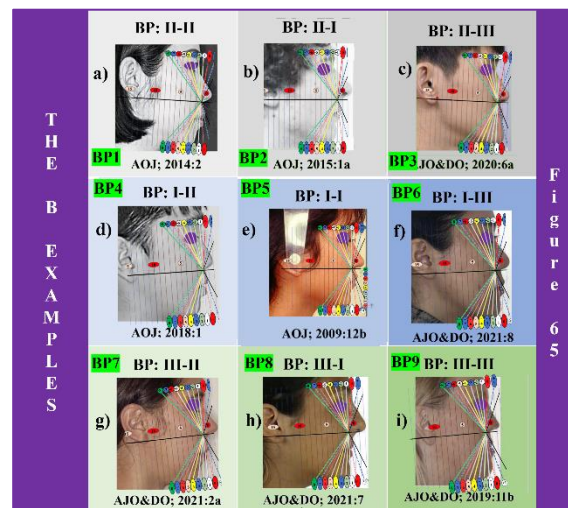 THE B EXAMPLES
BP: II-II
a)
BP1
AOJ; 2014:2
BP: II-I
b)
BP2
AOJ; 2015:1a
BP: II-III
c)
BP3
JO&DO; 2020:6a
BP4
BP: I-II
d)
AOJ; 2018:1
BP5
BP: I-I
e)
AOJ; 2009:12b
BP6
BP: I-III
f)
AJO&DO; 2021:8
BP7
BP: III-II
g)
AJO&DO; 2021:2a
BP8
BP: III-I
h)
AJO&DO; 2021:7
BP9
BP: III-III
i)
AJO&DO; 2019:11b
Figure 65